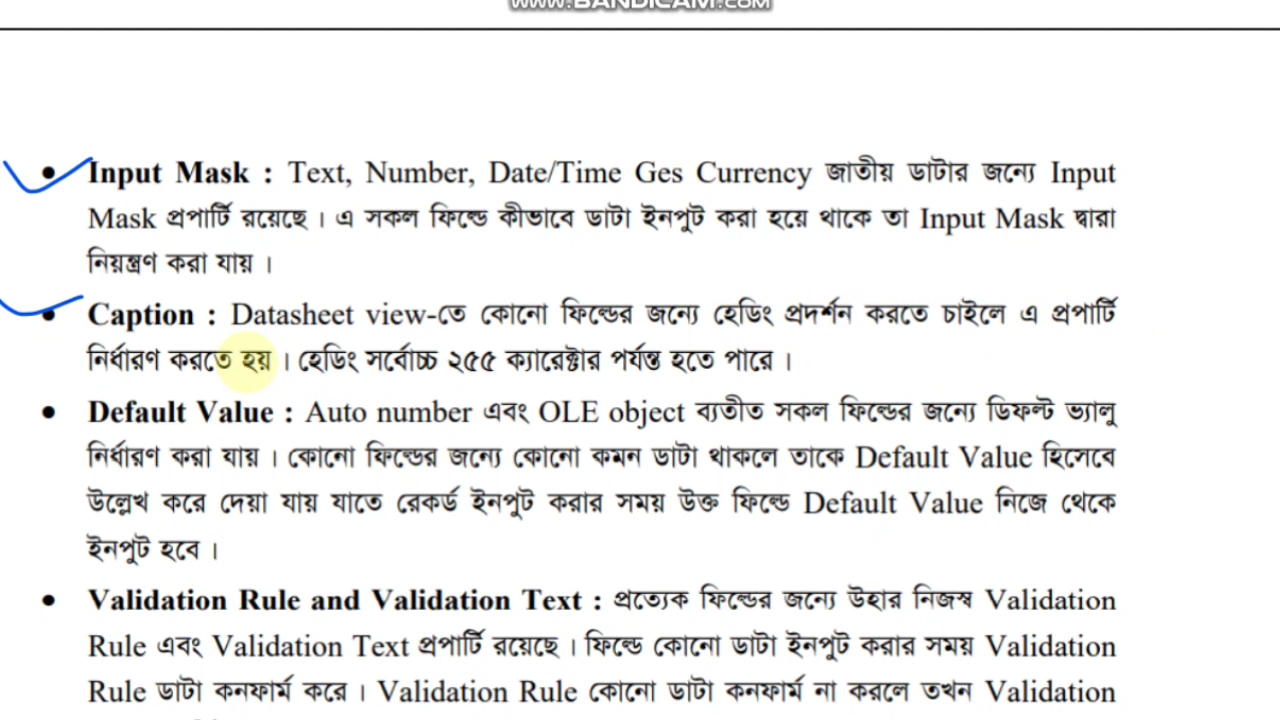 www.BANDICAM.com
• Input Mask : Text, Number, Date/Time Ges Currency জাতীয় ডাটার জন্যে Input
Mask প্রপার্টি রয়েছে। এ সকল ফিল্ডে কীভাবে ডাটা ইনপুট করা হয়ে থাকে তা Input Mask দ্বারা
নিয়ন্ত্রণ করা যায়।
• Caption : Datasheet view-তে কোনো ফিল্ডের জন্যে হেডিং প্রদর্শন করতে চাইলে এ প্রপার্টি
নির্ধারণ করতে হয়। হেডিং সর্বোচ্চ ২৫৫ ক্যারেক্টার পর্যন্ত হতে পারে।
• Default Value : Auto number এবং OLE object ব্যতীত সকল ফিল্ডের জন্যে ডিফল্ট ভ্যালু
নির্ধারণ করা যায়। কোনো ফিল্ডের জন্যে কোনো কমন ডাটা থাকলে তাকে Default Value হিসেবে
উল্লেখ করে দেয়া যায় যাতে রেকর্ড ইনপুট করার সময় উক্ত ফিল্ডে Default Value নিজে থেকে
ইনপুট হবে।
• Validation Rule and Validation Text : প্রত্যেক ফিল্ডের জন্যে উহার নিজস্ব Validation
Rule এবং Validation Text প্রপার্টি রয়েছে। ফিল্ডে কোনো ডাটা ইনপুট করার সময় Validation
Rule ডাটা কনফার্ম করে। Validation Rule কোনো ডাটা কনফার্ম না করলে তখন Validation